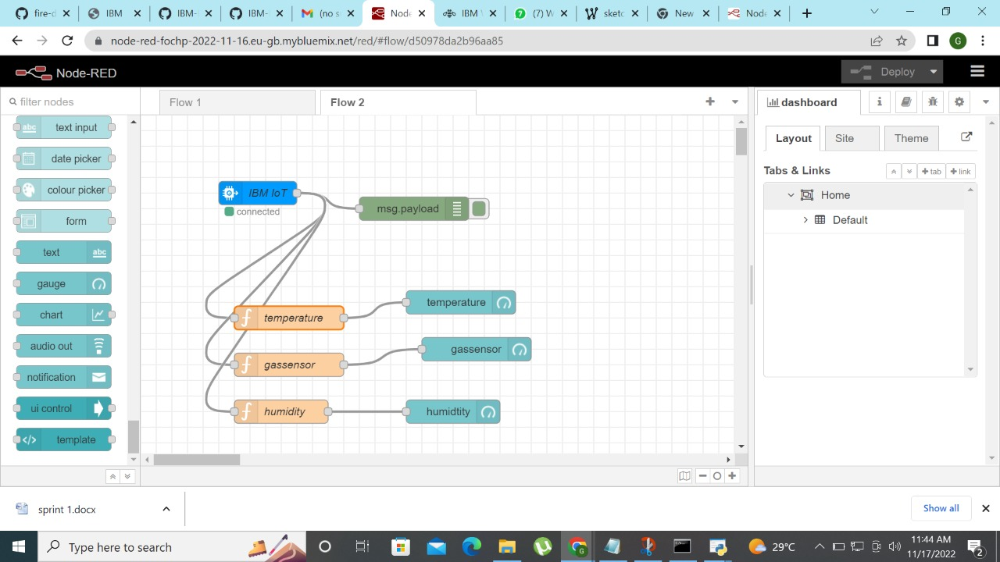 fire-d
IBM
IBM-
IBM-
(no s
Node-
IBM W
(7) W
sketc
New
Node
node-red-fochp-2022-11-16.eu-gb.mybluemix.net/red/#flow/d50978da2b96aa85
G
Node-RED
Deploy
filter nodes
Flow 1
Flow 2
dashboard
text input
date picker
colour picker
form
text
abc
gauge
chart
audio out
notification
ui control
template
IBM IoT
connected
msg.payload
temperature
temperature
gassensor
gassensor
humidity
humidtity
Layout
Site
Theme
Tabs & Links
tab
link
Home
Default
sprint 1.docx
Show all
Type here to search
29°C
11:44 AM
11/17/2022
2